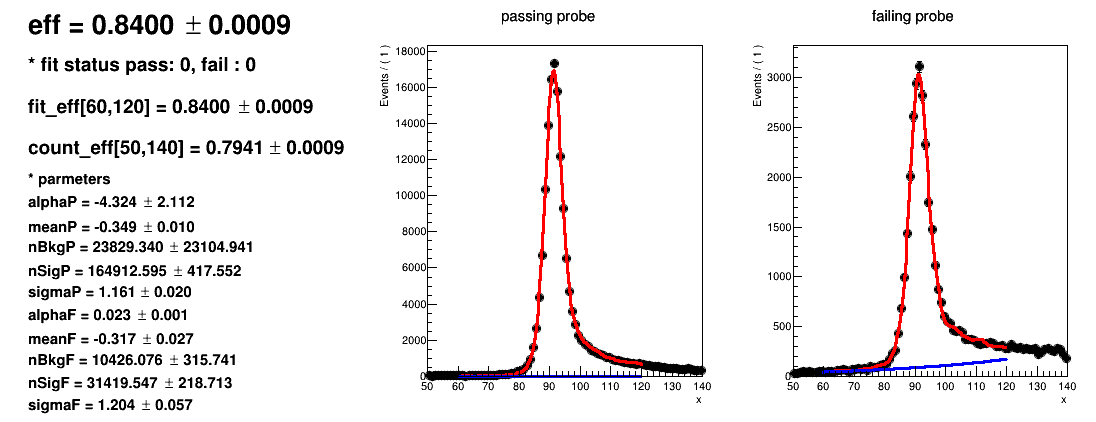 eff = 0.8400 ± 0.0009
* fit status pass: 0, fail : 0
fit_eff[60,120] = 0.8400 ± 0.0009
count_eff[50,140] = 0.7941 ± 0.0009
* parmeters
alphaP = -4.324 ± 2.112
meanP = -0.349 ± 0.010
nBkgP = 23829.340 ± 23104.941
nSigP = 164912.595 ± 417.552
sigmaP = 1.161 ± 0.020
alphaF = 0.023 ± 0.001
meanF = -0.317 ± 0.027
nBkgF = 10426.076 ± 315.741
nSigF = 31419.547 ± 218.713
sigmaF = 1.204 ± 0.057
passing probe
Events / ( 1 )
18000
16000
14000
12000
10000
8000
6000
4000
2000
0
50 60 70 80 90 100 110 120 130 140
x
failing probe
Events / ( 1 )
3000
2500
2000
1500
1000
500
0
50 60 70 80 90 100 110 120 130 140
x